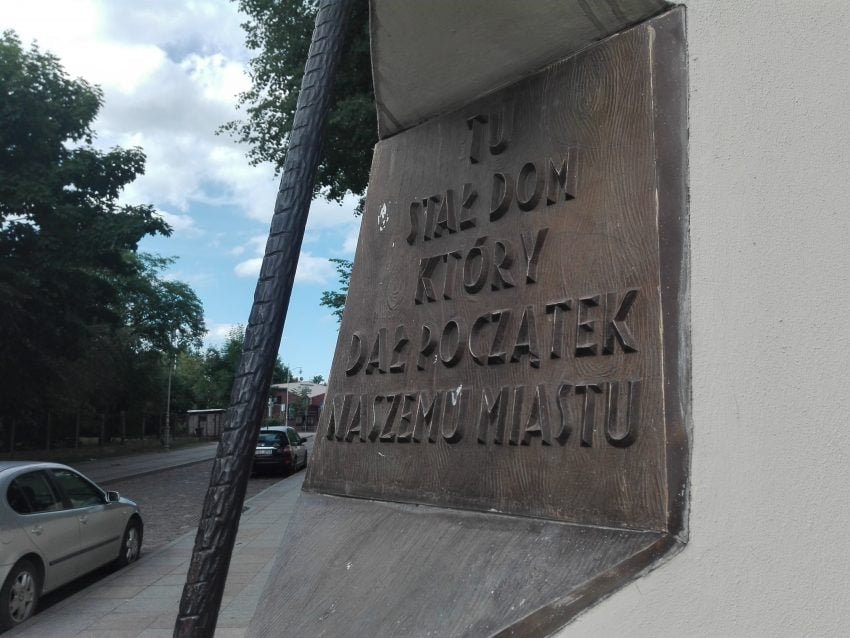 TU
STAŁ DOM
KTÓRY
DAŁ POCZĄTEK
NASZEMU MIASTU